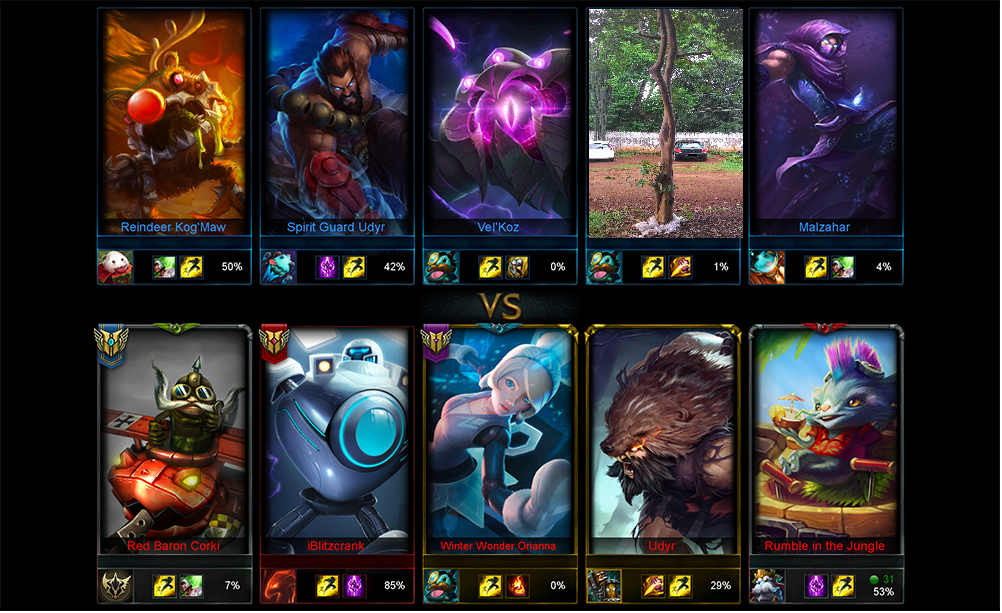 Reindeer Kog'Maw
Spirit Guard Udyr
Vel'Koz
Malzahar
50%
42%
0%
1%
4%
VS
Red Baron Corki
iBlitzcrank
Winter Wonder Orianna
Udyr
Rumble in the Jungle
7%
85%
0%
29%
31
53%